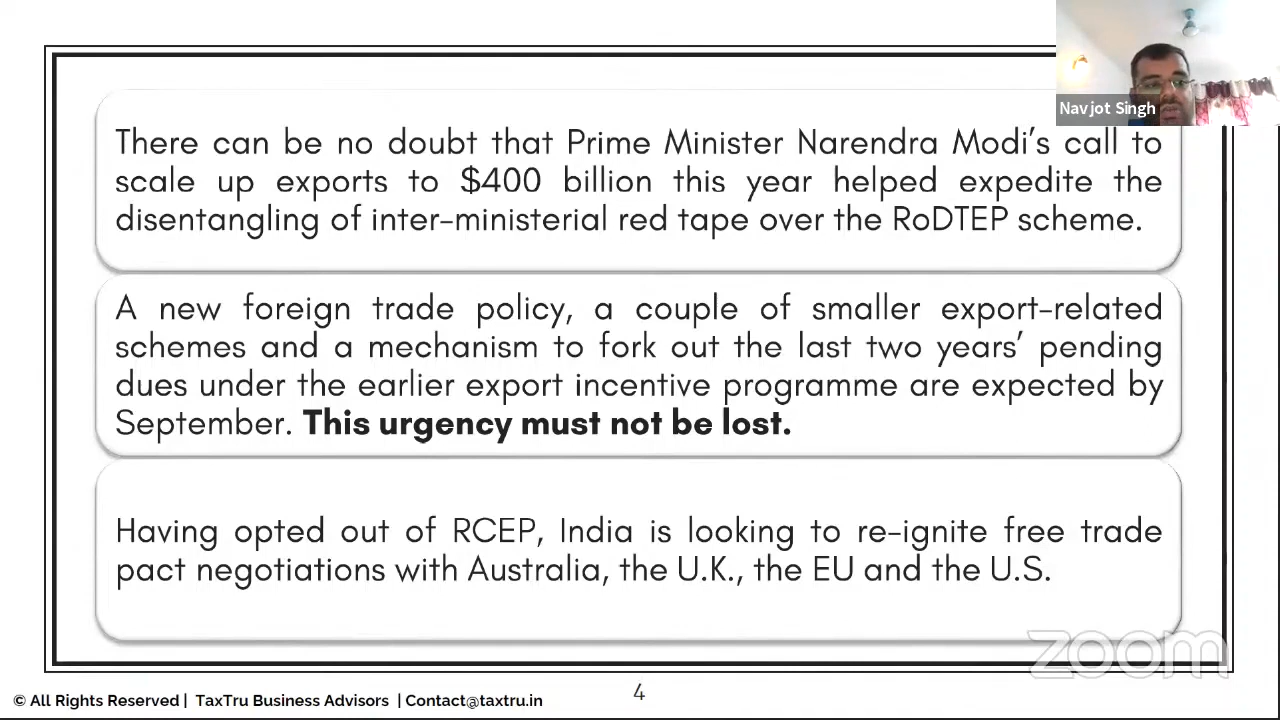 Navjot Singh
There can be no doubt that Prime Minister Narendra Modi’s call to
scale up exports to $400 billion this year helped expedite the
disentangling of inter-ministerial red tape over the RoDTEP scheme.
A new foreign trade policy, a couple of smaller export-related
schemes and a mechanism to fork out the last two years’ pending
dues under the earlier export incentive programme are expected by
September. This urgency must not be lost.
Having opted out of RCEP, India is looking to re-ignite free trade
pact negotiations with Australia, the U.K., the EU and the U.S.
zoom
© All Rights Reserved | TaxTru Business Advisors | Contact@taxtru.in
4